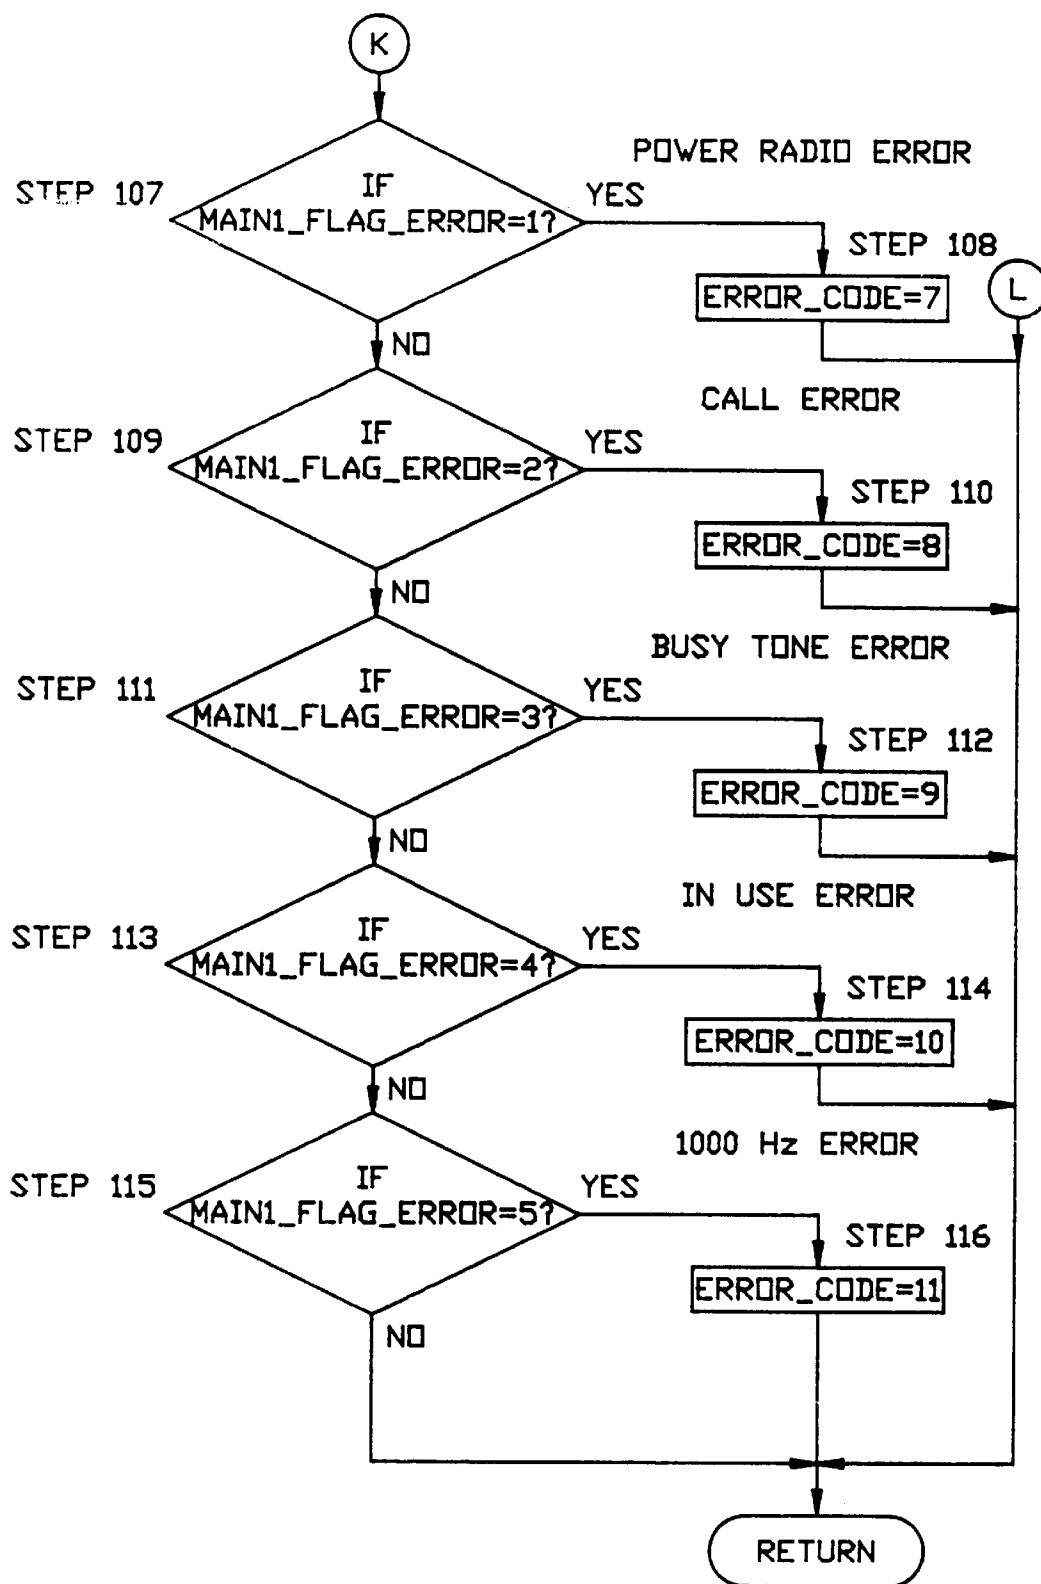 K
POWER RADIO ERROR
STEP 107
IF
MAIN1_FLAG_ERROR=1?
YES
STEP 108
ERROR_CODE=7
L
NO
CALL ERROR
STEP 109
IF
MAIN1_FLAG_ERROR=2?
YES
STEP 110
ERROR_CODE=8
NO
BUSY TONE ERROR
STEP 111
IF
MAIN1_FLAG_ERROR=3?
YES
STEP 112
ERROR_CODE=9
NO
IN USE ERROR
STEP 113
IF
MAIN1_FLAG_ERROR=4?
YES
STEP 114
ERROR_CODE=10
NO
1000 Hz ERROR
STEP 115
IF
MAIN1_FLAG_ERROR=5?
YES
STEP 116
ERROR_CODE=11
NO
RETURN